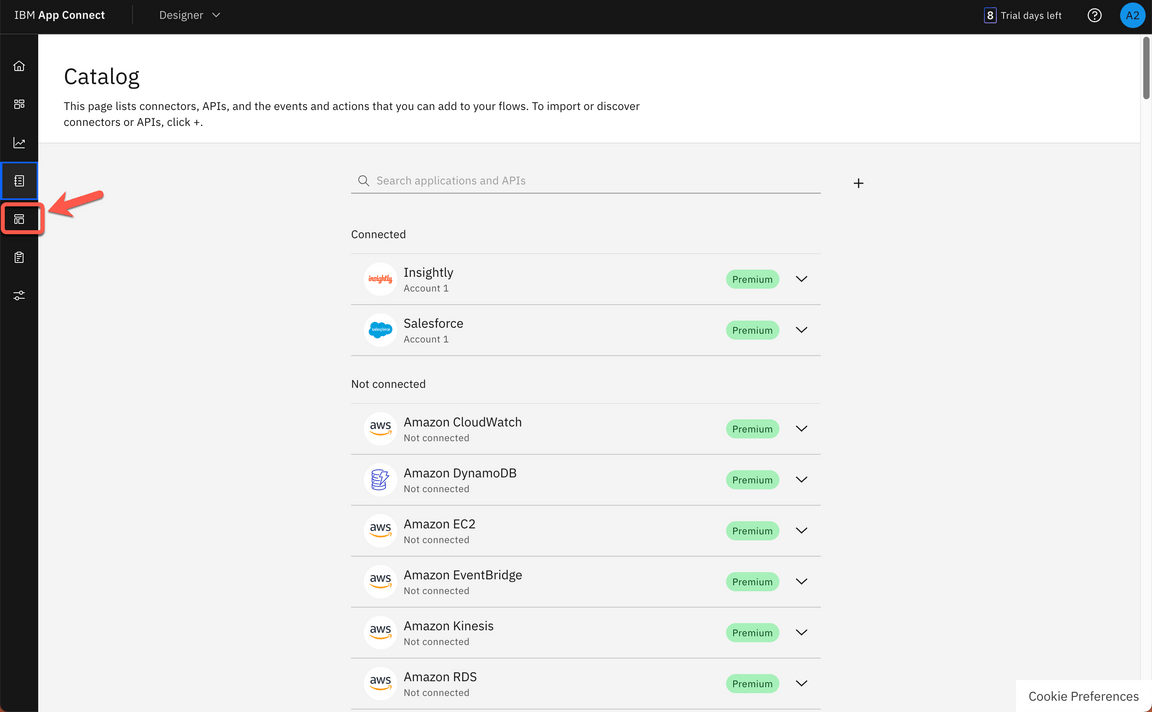 IBM App Connect
Designer
8 Trial days left
A2
Catalog
This page lists connectors, APIs, and the events and actions that you can add to your flows. To import or discover
connectors or APIs, click +.
Search applications and APIs
Connected
insightly
Insightly
Account 1
Premium
salesforce
Salesforce
Account 1
Premium
Not connected
aws
Amazon CloudWatch
Not connected
Premium
Amazon DynamoDB
Not connected
Premium
aws
Amazon EC2
Not connected
Premium
aws
Amazon EventBridge
Not connected
Premium
aws
Amazon Kinesis
Not connected
Premium
aws
Amazon RDS
Not connected
Premium
Cookie Preferences